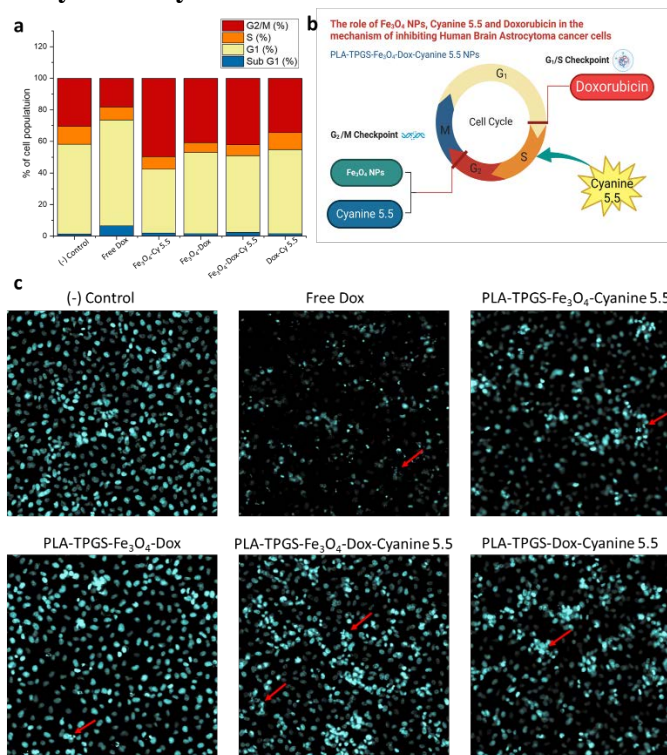 a
G2/M (%)
S (%)
G1 (%)
Sub G1 (%)
% of cell populatuion
120
100
80
60
40
20
0
(-) Control
Free Dox
Fe₃O₄-Cy 5.5
Fe₃O₄-Dox
Fe₃O₄-Dox-Cy 5.5
Dox-Cy 5.5
b
The role of Fe₃O₄ NPs, Cyanine 5.5 and Doxorubicin in the
mechanism of inhibiting Human Brain Astrocytoma cancer cells
PLA-TPGS-Fe₃O₄-Dox-Cyanine 5.5 NPs
G₁/S Checkpoint
Doxorubicin
G₁
Cell Cycle
M
S
G₂
G₂/M Checkpoint
Fe₃O₄ NPs
Cyanine 5.5
Cyanine
5.5
c
(-) Control
Free Dox
PLA-TPGS-Fe₃O₄-Cyanine 5.5
PLA-TPGS-Fe₃O₄-Dox
PLA-TPGS-Fe₃O₄-Dox-Cyanine 5.5
PLA-TPGS-Dox-Cyanine 5.5